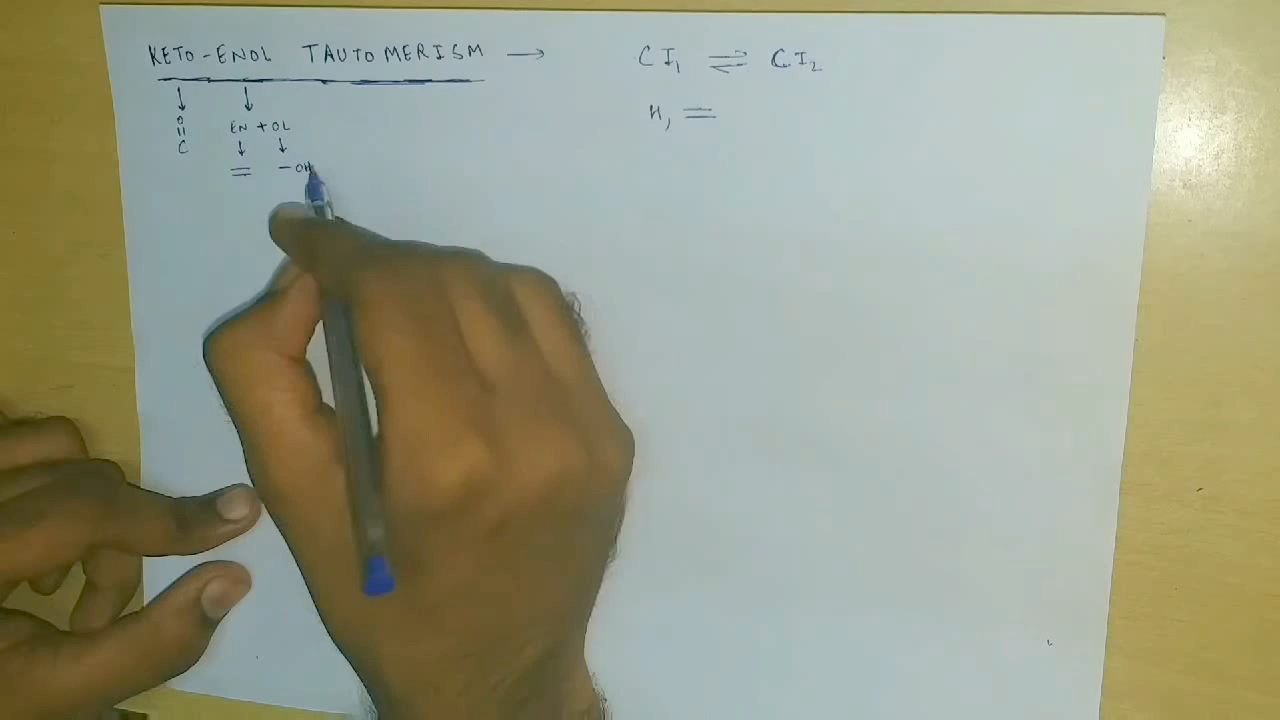 KETO-ENOL TAUTOMERISM → CI₁ ⇌ CI₂
H, =
↓ ↓
O
||
C
EN + OL
↓ ↓
= -OH